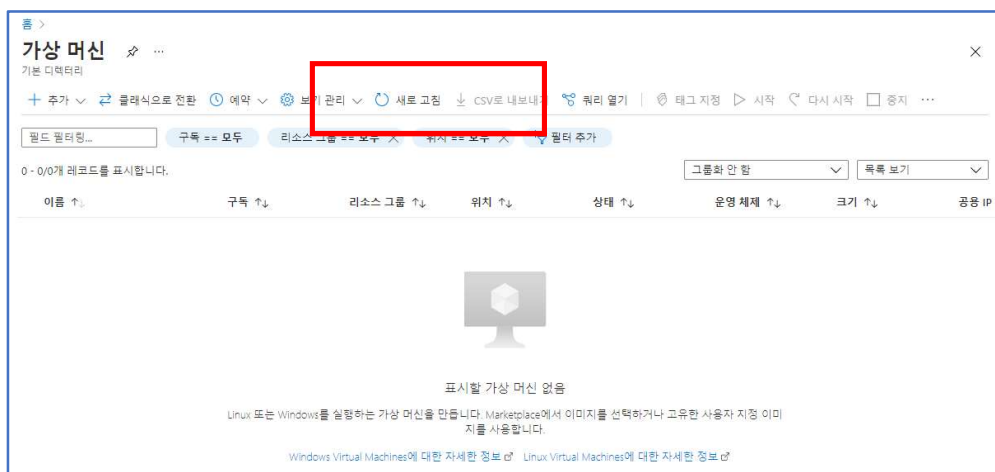 홈 >
가상 머신 ...
기본 디렉터리
+ 추가 클래식으로 전환 예약 보기 관리 새로 고침 CSV로 내보내기 쿼리 열기 태그 지정 시작 다시 시작 중지 ...
필드 필터링... 구독 == 모두 리소스 그룹 == 모두 위치 == 모두 필터 추가
0 - 0/0개 레코드를 표시합니다. 그룹화 안 함 목록 보기
이름 ↑↓ 구독 ↑↓ 리소스 그룹 ↑↓ 위치 ↑↓ 상태 ↑↓ 운영 체제 ↑↓ 크기 ↑↓ 공용 IP
표시할 가상 머신 없음
Linux 또는 Windows를 실행하는 가상 머신을 만듭니다. Marketplace에서 이미지를 선택하거나 고유한 사용자 지정 이미
지를 사용합니다.
Windows Virtual Machines에 대한 자세한 정보 Linux Virtual Machines에 대한 자세한 정보